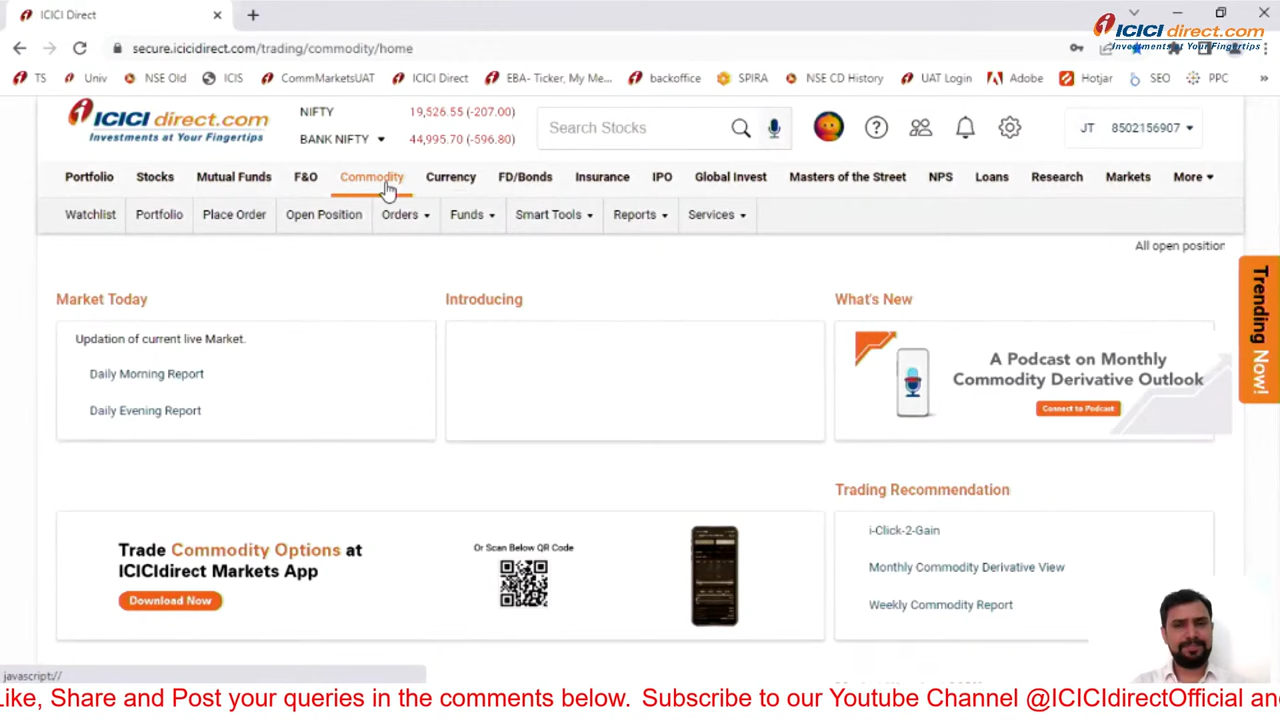 ICICI Direct
ICICI direct.com
Investments at Your Fingertips
secure.icicidirect.com/trading/commodity/home
TS Univ NSE Old ICIS CommMarketsUAT ICICI Direct EBA- Ticker, My Me... backoffice SPIRA NSE CD History UAT Login Adobe Hotjar SEO PPC »
ICICI direct.com
Investments at Your Fingertips
NIFTY 19,526.55 (-207.00)
BANK NIFTY 44,995.70 (-596.80)
Search Stocks
JT 8502156907
Portfolio Stocks Mutual Funds F&O Commodity Currency FD/Bonds Insurance IPO Global Invest Masters of the Street NPS Loans Research Markets More
Watchlist Portfolio Place Order Open Position Orders Funds Smart Tools Reports Services
All open position
Trending Now!
Market Today
Updation of current live Market.
Daily Morning Report
Daily Evening Report
Introducing
What's New
A Podcast on Monthly
Commodity Derivative Outlook
Connect to Podcast
Trade Commodity Options at
ICICIdirect Markets App
Download Now
Or Scan Below QR Code
Trading Recommendation
i-Click-2-Gain
Monthly Commodity Derivative View
Weekly Commodity Report
javascript://
Like, Share and Post your queries in the comments below. Subscribe to our Youtube Channel @ICICIdirectOfficial and